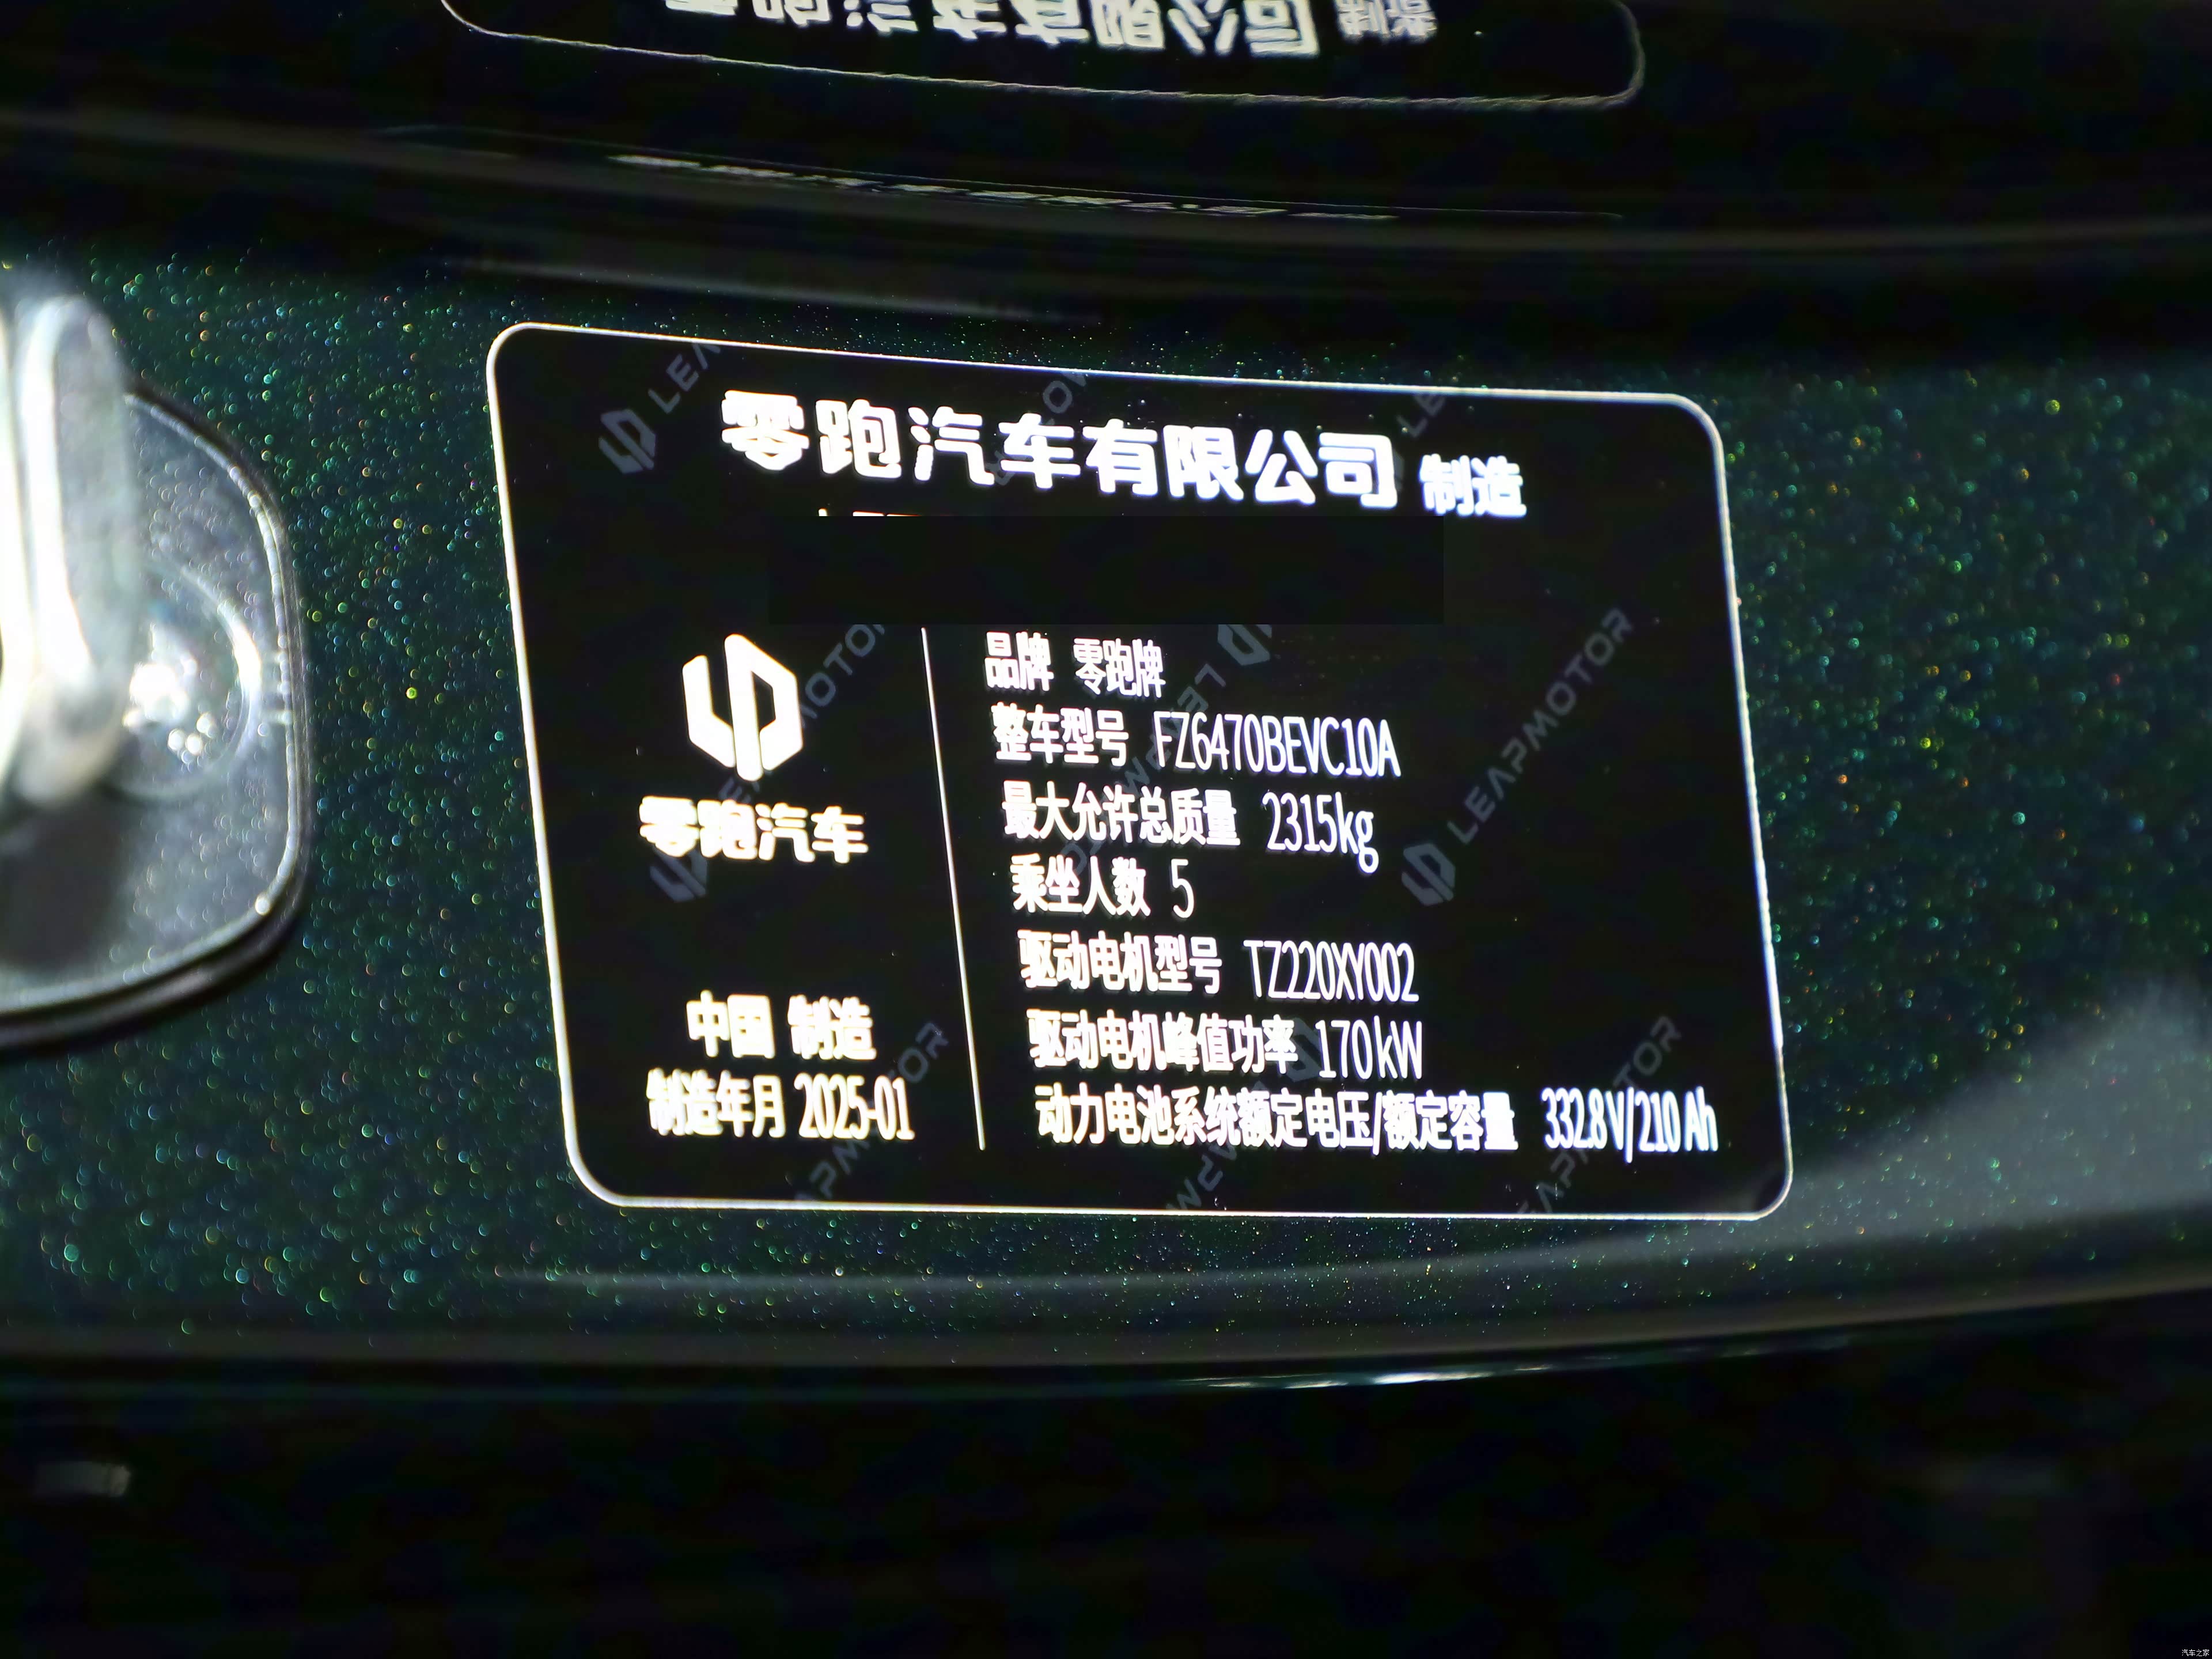 零跑汽车有限公司 制造
零跑汽车
中国 制造
制造年月 2025-01
品牌 零跑牌
整车型号 FZ6470BEVC10A
最大允许总质量 2315kg
乘坐人数 5
驱动电机型号 TZ220XY002
驱动电机峰值功率 170kW
动力电池系统额定电压/额定容量 332.8V/210Ah
LEAPMOTOR
LEAPMOTOR
汽车之家